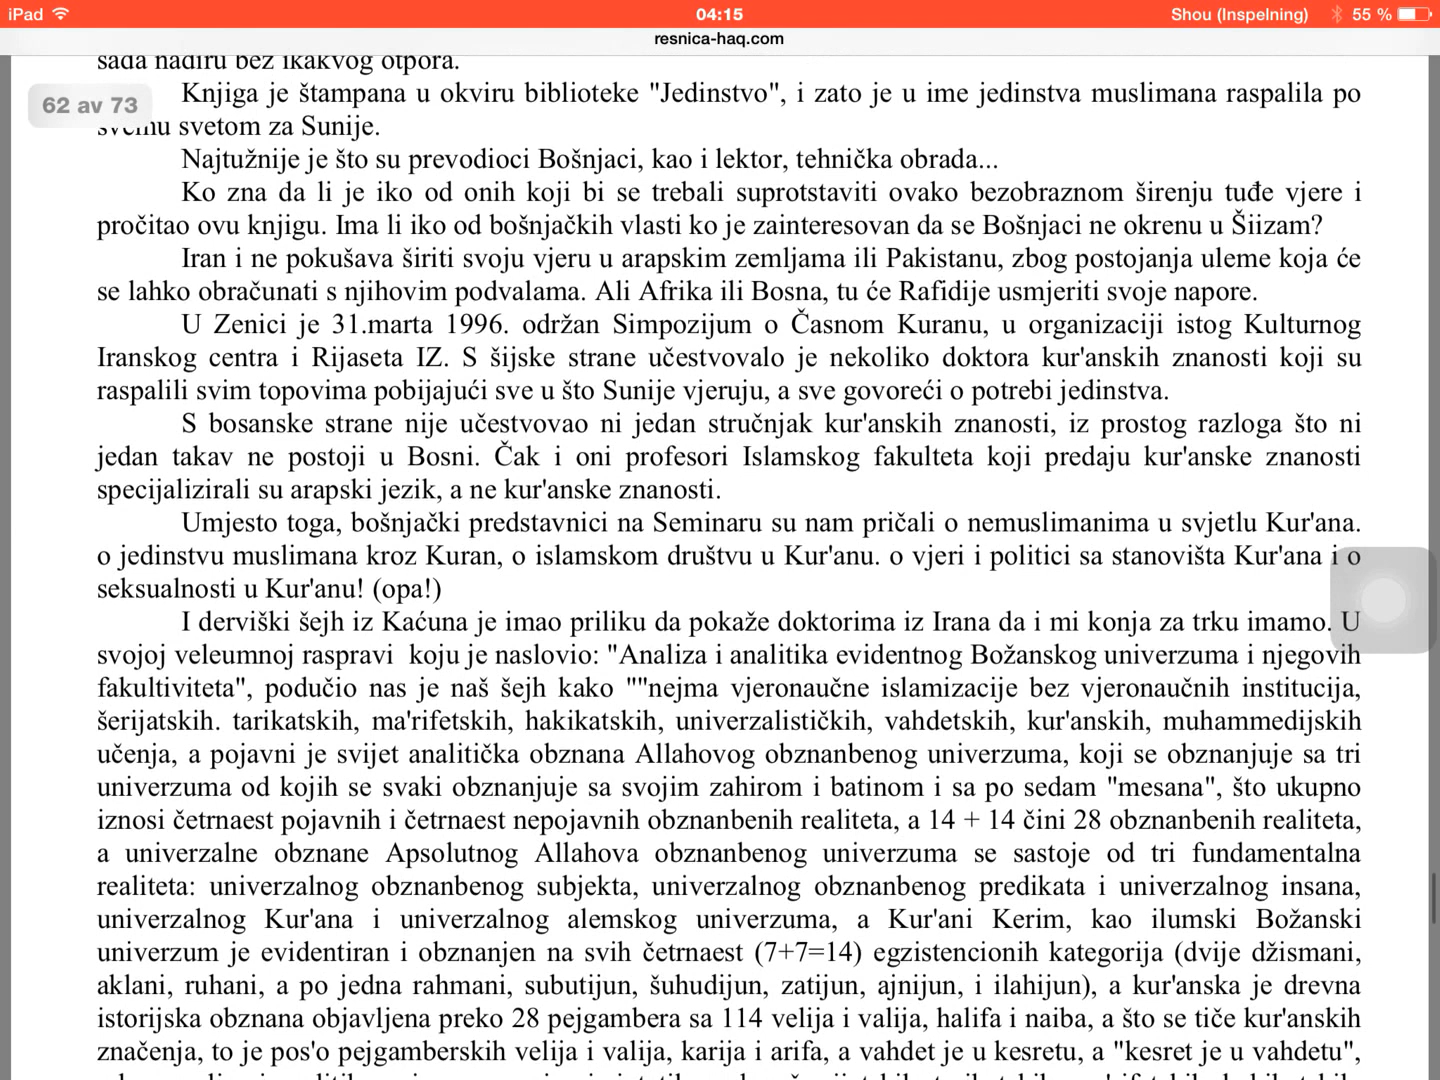 iPad 04:15 Shou (Inspelning) 55 %
resnica-haq.com
sada nadiru bez ikakvog otpora.
62 av 73
Knjiga je štampana u okviru biblioteke "Jedinstvo", i zato je u ime jedinstva muslimana raspalila po
svemu svetom za Sunije.
Najtužnije je što su prevodioci Bošnjaci, kao i lektor, tehnička obrada...
Ko zna da li je iko od onih koji bi se trebali suprotstaviti ovako bezobraznom širenju tuđe vjere i
pročitao ovu knjigu. Ima li iko od bošnjačkih vlasti ko je zainteresovan da se Bošnjaci ne okrenu u Šiizam?
Iran i ne pokušava širiti svoju vjeru u arapskim zemljama ili Pakistanu, zbog postojanja uleme koja će
se lahko obračunati s njihovim podvalama. Ali Afrika ili Bosna, tu će Rafidije usmjeriti svoje napore.
U Zenici je 31.marta 1996. održan Simpozijum o Časnom Kuranu, u organizaciji istog Kulturnog
Iranskog centra i Rijaseta IZ. S šijske strane učestvovalo je nekoliko doktora kur'anskih znanosti koji su
raspalili svim topovima pobijajući sve u što Sunije vjeruju, a sve govoreći o potrebi jedinstva.
S bosanske strane nije učestvovao ni jedan stručnjak kur'anskih znanosti, iz prostog razloga što ni
jedan takav ne postoji u Bosni. Čak i oni profesori Islamskog fakulteta koji predaju kur'anske znanosti
specijalizirali su arapski jezik, a ne kur'anske znanosti.
Umjesto toga, bošnjački predstavnici na Seminaru su nam pričali o nemuslimanima u svjetlu Kur'ana.
o jedinstvu muslimana kroz Kuran, o islamskom društvu u Kur'anu. o vjeri i politici sa stanovišta Kur'ana i o
seksualnosti u Kur'anu! (opa!)
I derviški šejh iz Kaćuna je imao priliku da pokaže doktorima iz Irana da i mi konja za trku imamo. U
svojoj veleumnoj raspravi koju je naslovio: "Analiza i analitika evidentnog Božanskog univerzuma i njegovih
fakultiviteta", podučio nas je naš šejh kako ""nejma vjeronaučne islamizacije bez vjeronaučnih institucija,
šerijatskih. tarikatskih, ma'rifetskih, hakikatskih, univerzalističkih, vahdetskih, kur'anskih, muhammedijskih
učenja, a pojavni je svijet analitička obznana Allahovog obznanbenog univerzuma, koji se obznanjuje sa tri
univerzuma od kojih se svaki obznanjuje sa svojim zahirom i batinom i sa po sedam "mesana", što ukupno
iznosi četrnaest pojavnih i četrnaest nepojavnih obznanbenih realiteta, a 14 + 14 čini 28 obznanbenih realiteta,
a univerzalne obznane Apsolutnog Allahova obznanbenog univerzuma se sastoje od tri fundamentalna
realiteta: univerzalnog obznanbenog subjekta, univerzalnog obznanbenog predikata i univerzalnog insana,
univerzalnog Kur'ana i univerzalnog alemskog univerzuma, a Kur'ani Kerim, kao ilumski Božanski
univerzum je evidentiran i obznanjen na svih četrnaest (7+7=14) egzistencionih kategorija (dvije džismani,
aklani, ruhani, a po jedna rahmani, subutijun, šuhudijun, zatijun, ajnijun, i ilahijun), a kur'anska je drevna
istorijska obznana objavljena preko 28 pejgambera sa 114 velija i valija, halifa i naiba, a što se tiče kur'anskih
značenja, to je pos'o pejgamberskih velija i valija, karija i arifa, a vahdet je u kesretu, a "kesret je u vahdetu",